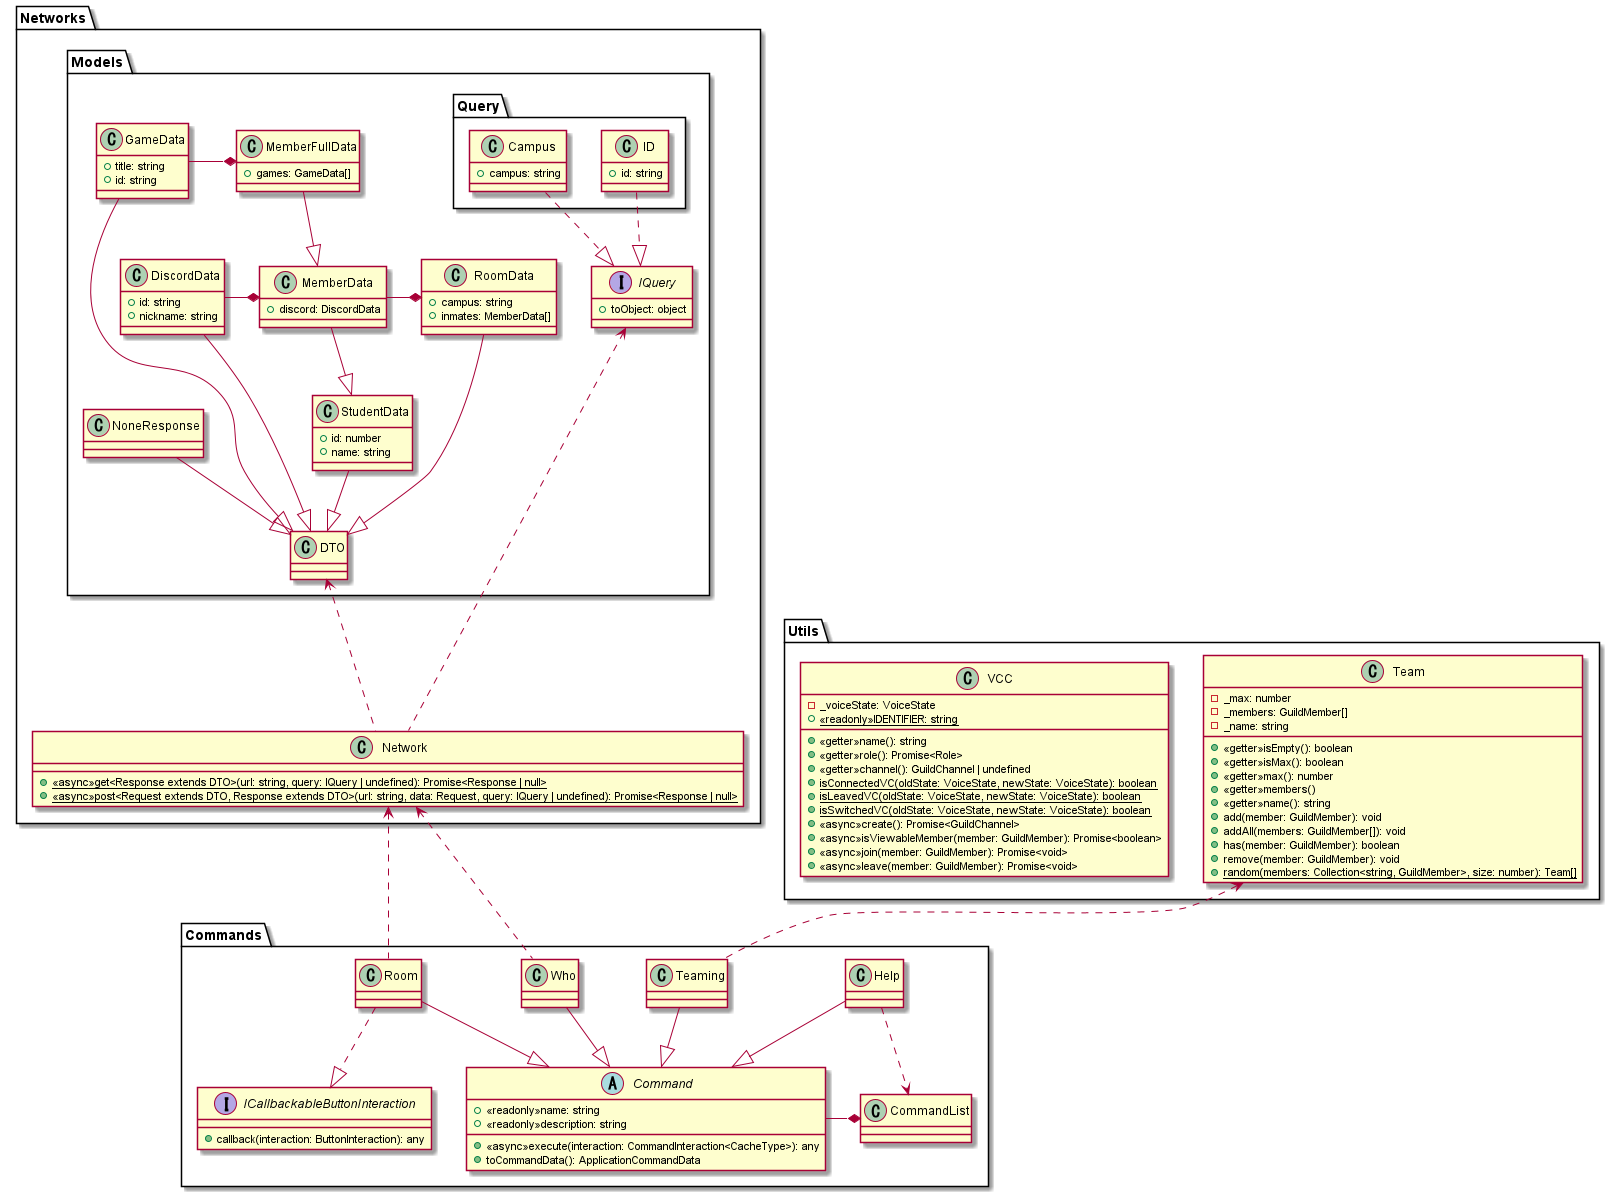 Networks
Models
Query
C GameData
title: string
id: string
C MemberFullData
games: GameData[]
C Campus
campus: string
C ID
id: string
C DiscordData
id: string
nickname: string
C MemberData
discord: DiscordData
C RoomData
campus: string
inmates: MemberData[]
I IQuery
toObject: object
C NoneResponse
C StudentData
id: number
name: string
C DTO
C Network
«async»get<Response extends DTO>(url: string, query: IQuery | undefined): Promise<Response | null>
«async»post<Request extends DTO, Response extends DTO>(url: string, data: Request, query: IQuery | undefined): Promise<Response | null>
Utils
C VCC
_voiceState: VoiceState
«readonly»IDENTIFIER: string
«getter»name(): string
«getter»role(): Promise<Role>
«getter»channel(): GuildChannel | undefined
isConnectedVC(oldState: VoiceState, newState: VoiceState): boolean
isLeavedVC(oldState: VoiceState, newState: VoiceState): boolean
isSwitchedVC(oldState: VoiceState, newState: VoiceState): boolean
«async»create(): Promise<GuildChannel>
«async»isViewableMember(member: GuildMember): Promise<boolean>
«async»join(member: GuildMember): Promise<void>
«async»leave(member: GuildMember): Promise<void>
C Team
_max: number
_members: GuildMember[]
_name: string
«getter»isEmpty(): boolean
«getter»isMax(): boolean
«getter»max(): number
«getter»members()
«getter»name(): string
add(member: GuildMember): void
addAll(members: GuildMember[]): void
has(member: GuildMember): boolean
remove(member: GuildMember): void
random(members: Collection<string, GuildMember>, size: number): Team[]
Commands
C Room
C Who
C Teaming
C Help
I ICallbackableButtonInteraction
callback(interaction: ButtonInteraction): any
A Command
«readonly»name: string
«readonly»description: string
«async»execute(interaction: CommandInteraction<CacheType>): any
toCommandData(): ApplicationCommandData
C CommandList